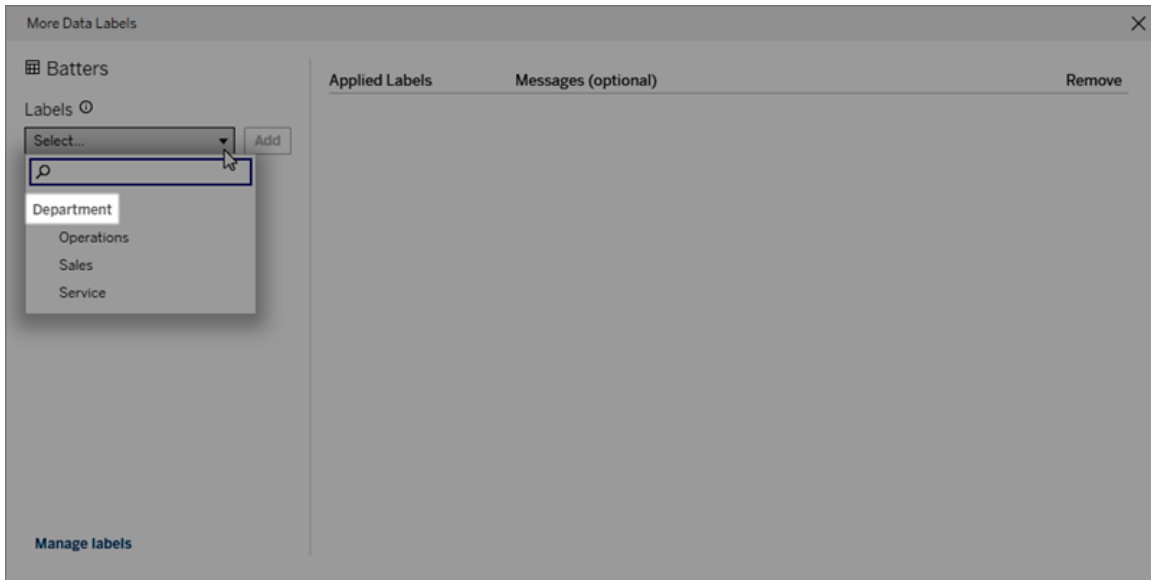 More Data Labels
Batters
Labels
Select...
Add
Department
Operations
Sales
Service
Manage labels
Applied Labels Messages (optional) Remove